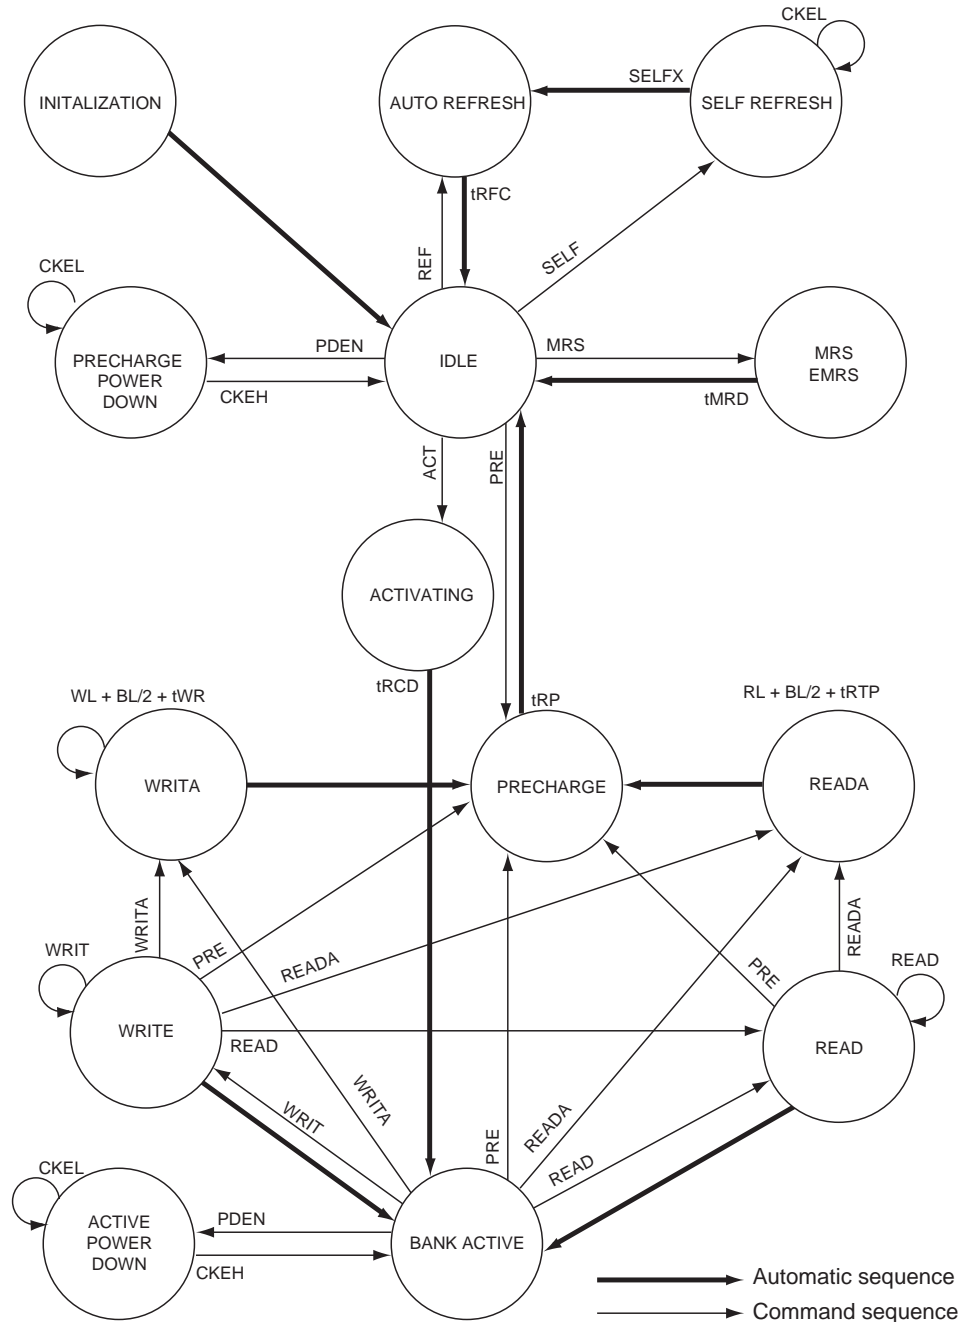 CKEL
SELFX
INITALIZATION
AUTO REFRESH
SELF REFRESH
tRFC
REF
SELF
CKEL
PDEN
MRS
PRECHARGE
POWER
DOWN
IDLE
MRS
EMRS
CKEH
tMRD
ACT
PRE
ACTIVATING
tRCD
WL + BL/2 + tWR
tRP
RL + BL/2 + tRTP
WRITA
PRECHARGE
READA
WRITA
PRE
READA
PRE
READA
WRIT
READ
WRITE
READ
READ
WRIT
WRITA
PRE
READA
READ
CKEL
PDEN
ACTIVE
POWER
DOWN
BANK ACTIVE
CKEH
Automatic sequence
Command sequence